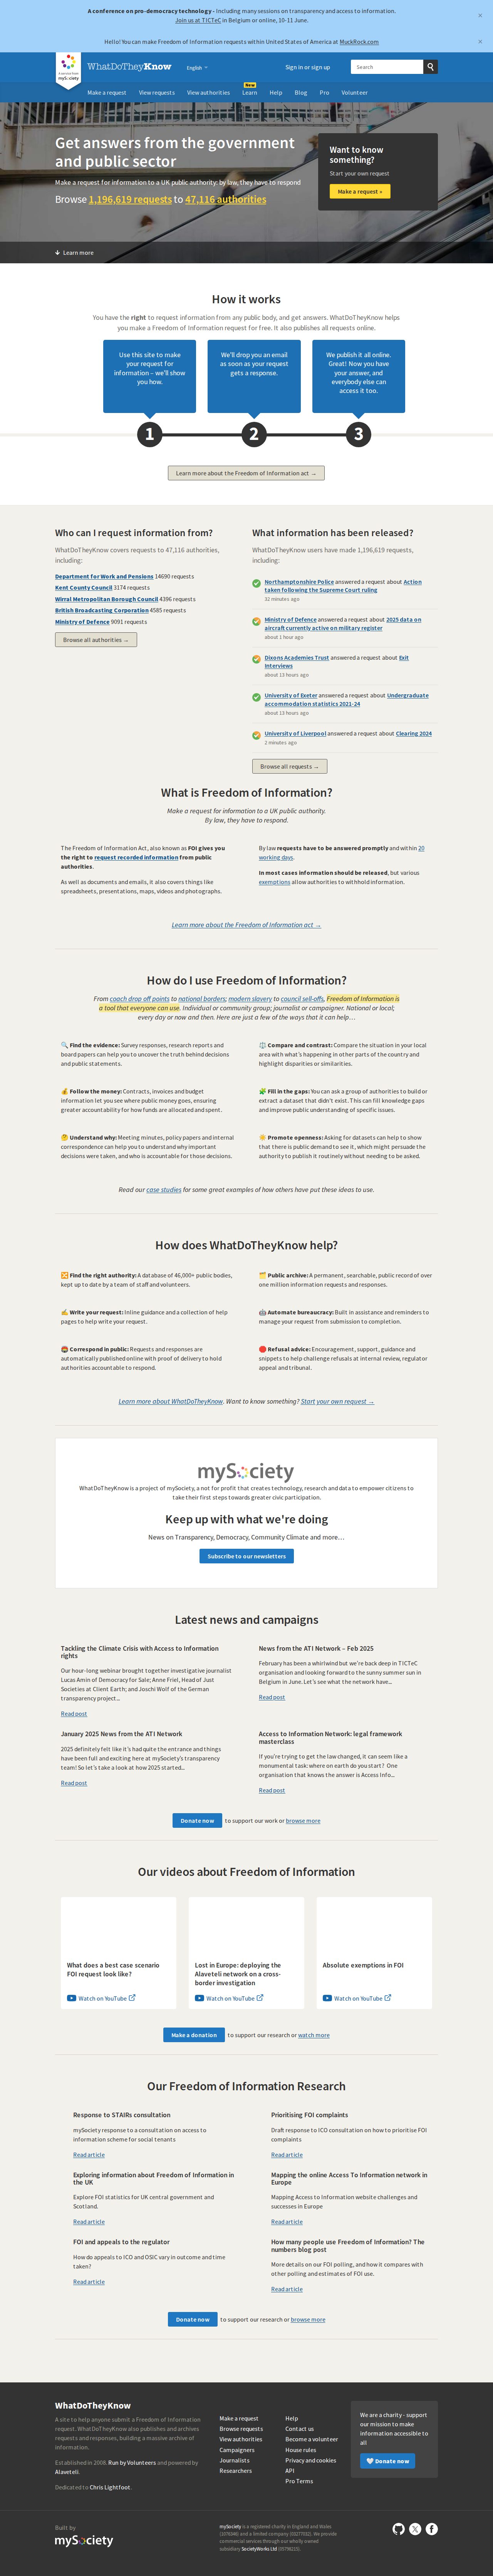 A conference on pro-democracy technology - Including many sessions on transparency and access to information.
Join us at TICTeC in Belgium or online, 10-11 June.
×
Hello! You can make Freedom of Information requests within United States of America at MuckRock.com
×
WhatDoTheyKnow
English
Sign in or sign up
Search
Make a request
View requests
View authorities
New
Learn
Help
Blog
Pro
Volunteer
Get answers from the government
and public sector
Make a request for information to a UK public authority: by law, they have to respond
Browse 1,196,619 requests to 47,116 authorities
Want to know
something?
Start your own request
Make a request »
Learn more
How it works
You have the right to request information from any public body, and get answers. WhatDoTheyKnow helps
you make a Freedom of Information request for free. It also publishes all requests online.
Use this site to make
your request for
information – we'll show
you how.
We'll drop you an email
as soon as your request
gets a response.
We publish it all online.
Great! Now you have
your answer, and
everybody else can
access it too.
1
2
3
Learn more about the Freedom of Information act →
Who can I request information from?
WhatDoTheyKnow covers requests to 47,116 authorities,
including:
Department for Work and Pensions 14690 requests
Kent County Council 3174 requests
Wirral Metropolitan Borough Council 4396 requests
British Broadcasting Corporation 4585 requests
Ministry of Defence 9091 requests
Browse all authorities →
What information has been released?
WhatDoTheyKnow users have made 1,196,619 requests,
including:
Northamptonshire Police answered a request about Action
taken following the Supreme Court ruling
32 minutes ago
Ministry of Defence answered a request about 2025 data on
aircraft currently active on military register
about 1 hour ago
Dixons Academies Trust answered a request about Exit
Interviews
about 13 hours ago
University of Exeter answered a request about Undergraduate
accommodation statistics 2021-24
about 13 hours ago
University of Liverpool answered a request about Clearing 2024
2 minutes ago
Browse all requests →
What is Freedom of Information?
Make a request for information to a UK public authority.
By law, they have to respond.
The Freedom of Information Act, also known as FOI gives you
the right to request recorded information from public
authorities.
As well as documents and emails, it also covers things like
spreadsheets, presentations, maps, videos and photographs.
By law requests have to be answered promptly and within 20
working days.
In most cases information should be released, but various
exemptions allow authorities to withhold information.
Learn more about the Freedom of Information act →
How do I use Freedom of Information?
From coach drop off points to national borders; modern slavery to council sell-offs, Freedom of Information is
a tool that everyone can use. Individual or community group; journalist or campaigner. National or local;
every day or now and then. Here are just a few of the ways that it can help…
🔍 Find the evidence: Survey responses, research reports and
board papers can help you to uncover the truth behind decisions
and public statements.
⚖️ Compare and contrast: Compare the situation in your local
area with what's happening in other parts of the country and
highlight disparities or similarities.
💰 Follow the money: Contracts, invoices and budget
information let you see where public money goes, ensuring
greater accountability for how funds are allocated and spent.
🧩 Fill in the gaps: You can ask a group of authorities to build or
extract a dataset that didn't exist. This can fill knowledge gaps
and improve public understanding of specific issues.
🤔 Understand why: Meeting minutes, policy papers and internal
correspondence can help you to understand why important
decisions were taken, and who is accountable for those decisions.
☀️ Promote openness: Asking for datasets can help to show
that there is public demand to see it, which might persuade the
authority to publish it routinely without needing to be asked.
Read our case studies for some great examples of how others have put these ideas to use.
How does WhatDoTheyKnow help?
🔀 Find the right authority: A database of 46,000+ public bodies,
kept up to date by a team of staff and volunteers.
🗂️ Public archive: A permanent, searchable, public record of over
one million information requests and responses.
✍️ Write your request: Inline guidance and a collection of help
pages to help write your request.
🤖 Automate bureaucracy: Built in assistance and reminders to
manage your request from submission to completion.
📮 Correspond in public: Requests and responses are
automatically published online with proof of delivery to hold
authorities accountable to respond.
🛑 Refusal advice: Encouragement, support, guidance and
snippets to help challenge refusals at internal review, regulator
appeal and tribunal.
Learn more about WhatDoTheyKnow. Want to know something? Start your own request →
mySociety
WhatDoTheyKnow is a project of mySociety, a not for profit that creates technology, research and data to empower citizens to
take their first steps towards greater civic participation.
Keep up with what we're doing
News on Transparency, Democracy, Community Climate and more…
Subscribe to our newsletters
Latest news and campaigns
Tackling the Climate Crisis with Access to Information
rights
Our hour-long webinar brought together investigative journalist
Lucas Amin of Democracy for Sale; Anne Friel, Head of Just
Societies at Client Earth; and Joschi Wolf of the German
transparency project...
Read post
News from the ATI Network – Feb 2025
February has been a whirlwind but we're back deep in TICTeC
organisation and looking forward to the sunny summer sun in
Belgium in June. Let's see what the network have...
Read post
January 2025 News from the ATI Network
2025 definitely felt like it's had quite the entrance and things
have been full and exciting here at mySociety's transparency
team! So let's take a look at how 2025 started...
Read post
Access to Information Network: legal framework
masterclass
If you're trying to get the law changed, it can seem like a
monumental task: where on earth do you start? One
organisation that knows the answer is Access Info...
Read post
Donate now to support our work or browse more
Our videos about Freedom of Information
What does a best case scenario
FOI request look like?
Watch on YouTube
Lost in Europe: deploying the
Alaveteli network on a cross-
border investigation
Watch on YouTube
Absolute exemptions in FOI
Watch on YouTube
Make a donation to support our research or watch more
Our Freedom of Information Research
Response to STAIRs consultation
mySociety response to a consultation on access to
information scheme for social tenants
Read article
Prioritising FOI complaints
Draft response to ICO consultation on how to prioritise FOI
complaints
Read article
Exploring information about Freedom of Information in
the UK
Explore FOI statistics for UK central government and
Scotland.
Read article
Mapping the online Access To Information network in
Europe
Mapping Access to Information website challenges and
successes in Europe
Read article
FOI and appeals to the regulator
How do appeals to ICO and OSIC vary in outcome and time
taken?
Read article
How many people use Freedom of Information? The
numbers blog post
More details on our FOI polling, and how it compares with
other polling and estimates of FOI use.
Read article
Donate now to support our research or browse more
WhatDoTheyKnow
A site to help anyone submit a Freedom of Information
request. WhatDoTheyKnow also publishes and archives
requests and responses, building a massive archive of
information.
Established in 2008. Run by Volunteers and powered by
Alaveteli.
Dedicated to Chris Lightfoot.
Make a request
Browse requests
View authorities
Campaigners
Journalists
Researchers
Help
Contact us
Become a volunteer
House rules
Privacy and cookies
API
Pro Terms
We are a charity - support
our mission to make
information accessible to
all
🤍 Donate now
Built by
mySociety
mySociety is a registered charity in England and Wales
(1076346) and a limited company (03277032). We provide
commercial services through our wholly owned
subsidiary SocietyWorks Ltd (05798215).